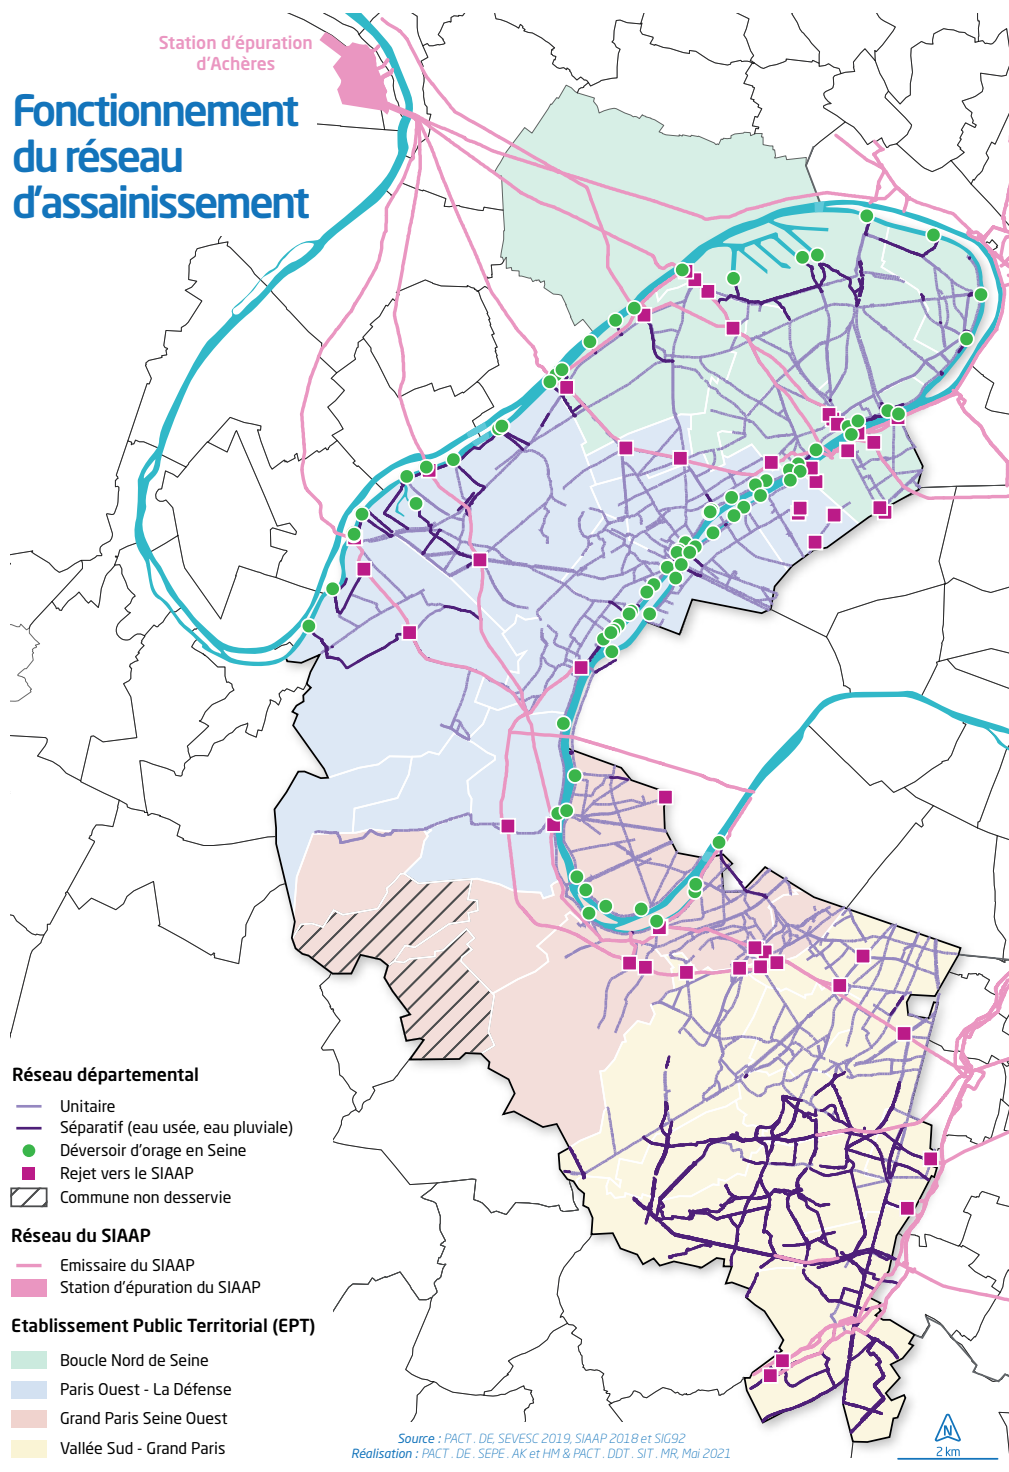 Station d'épuration
d'Achères
Fonctionnement
du réseau
d'assainissement
Réseau départemental
Unitaire
Séparatif (eau usée, eau pluviale)
Déversoir d'orage en Seine
Rejet vers le SIAAP
Commune non desservie
Réseau du SIAAP
Emissaire du SIAAP
Station d'épuration du SIAAP
Etablissement Public Territorial (EPT)
Boucle Nord de Seine
Paris Ouest - La Défense
Grand Paris Seine Ouest
Vallée Sud - Grand Paris
Source : PACT . DE, SEVESC 2019, SIAAP 2018 et SIG92
Réalisation : PACT . DE . SEPE . AK et HM & PACT . DDT . SIT . MR, Mai 2021
N
2 km